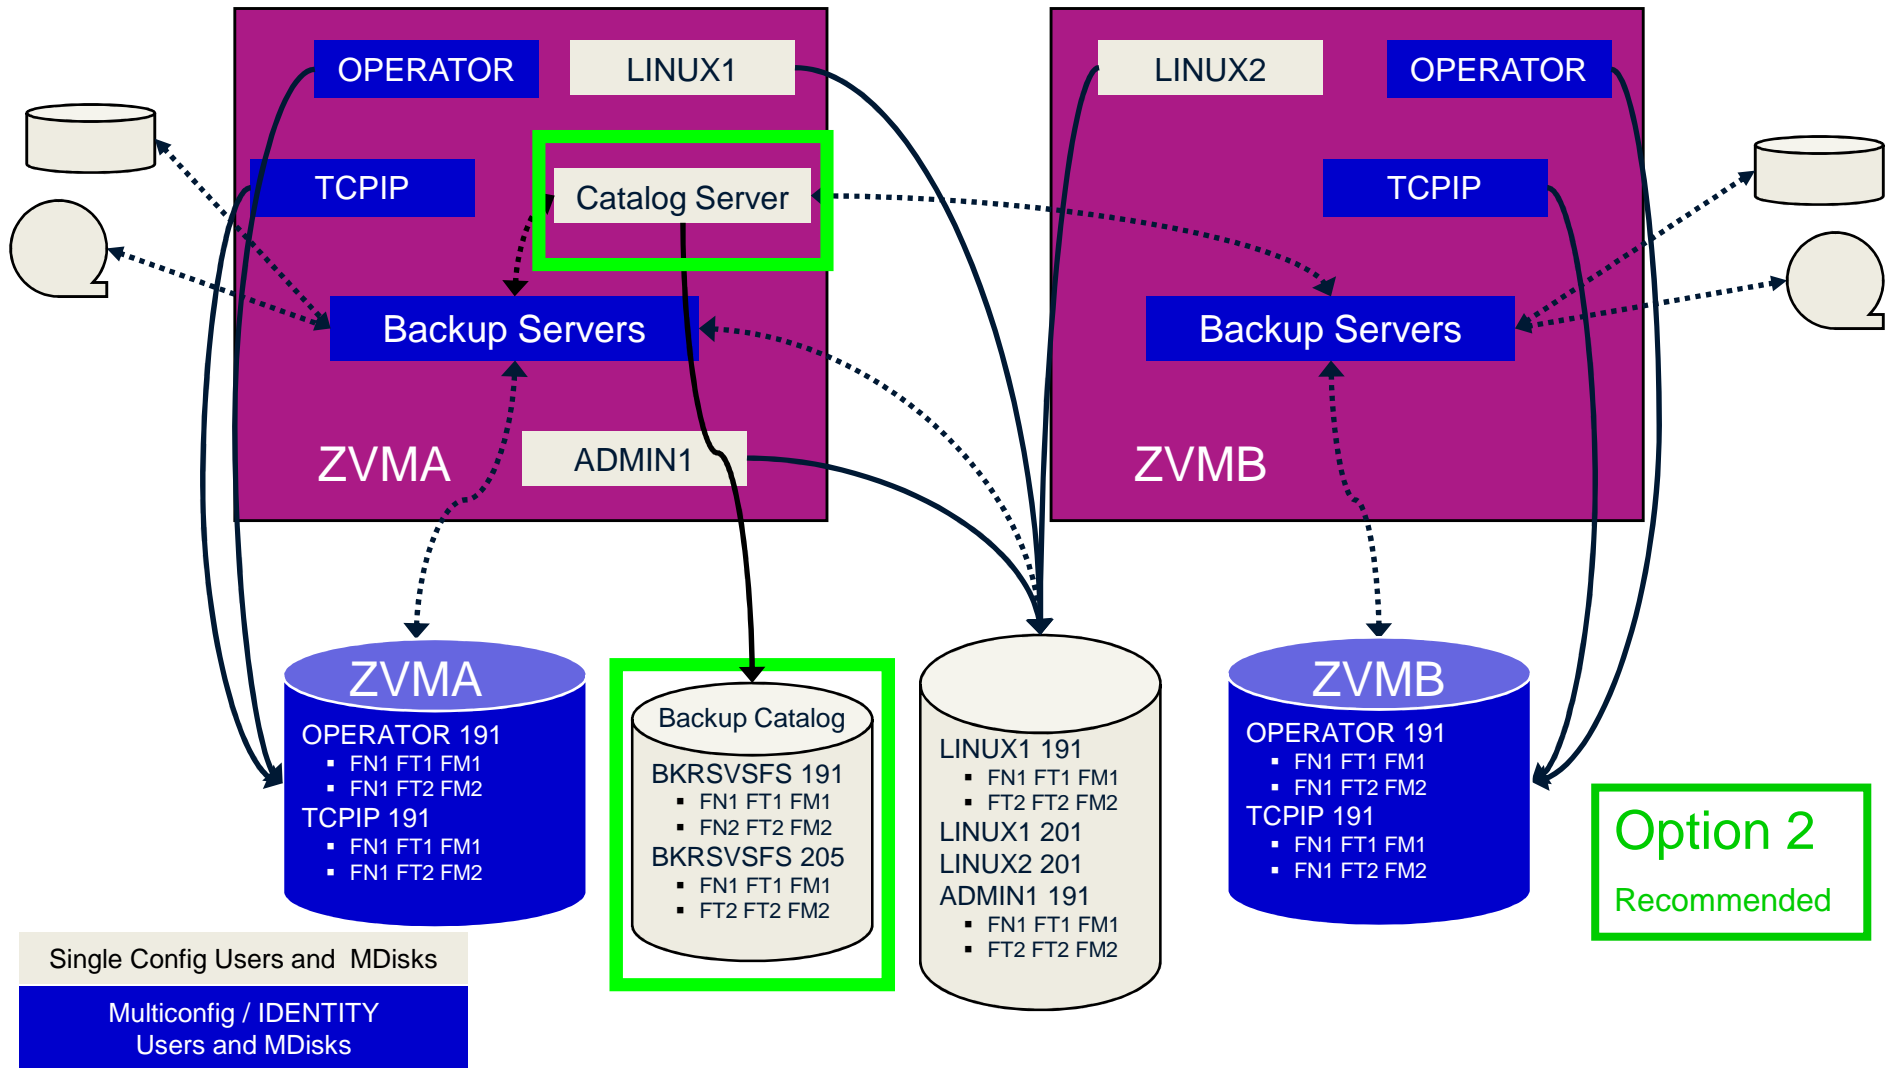 OPERATOR
LINUX1
TCPIP
Catalog Server
Backup Servers
ZVMA
ADMIN1
LINUX2
OPERATOR
TCPIP
Backup Servers
ZVMB
ZVMA
OPERATOR 191
▪ FN1 FT1 FM1
▪ FN1 FT2 FM2
TCPIP 191
▪ FN1 FT1 FM1
▪ FN1 FT2 FM2
Backup Catalog
BKRSVSFS 191
▪ FN1 FT1 FM1
▪ FN2 FT2 FM2
BKRSVSFS 205
▪ FN1 FT1 FM1
▪ FT2 FT2 FM2
LINUX1 191
▪ FN1 FT1 FM1
▪ FT2 FT2 FM2
LINUX1 201
LINUX2 201
ADMIN1 191
▪ FN1 FT1 FM1
▪ FT2 FT2 FM2
ZVMB
OPERATOR 191
▪ FN1 FT1 FM1
▪ FN1 FT2 FM2
TCPIP 191
▪ FN1 FT1 FM1
▪ FN1 FT2 FM2
Option 2
Recommended
Single Config Users and MDisks
Multiconfig / IDENTITY
Users and MDisks